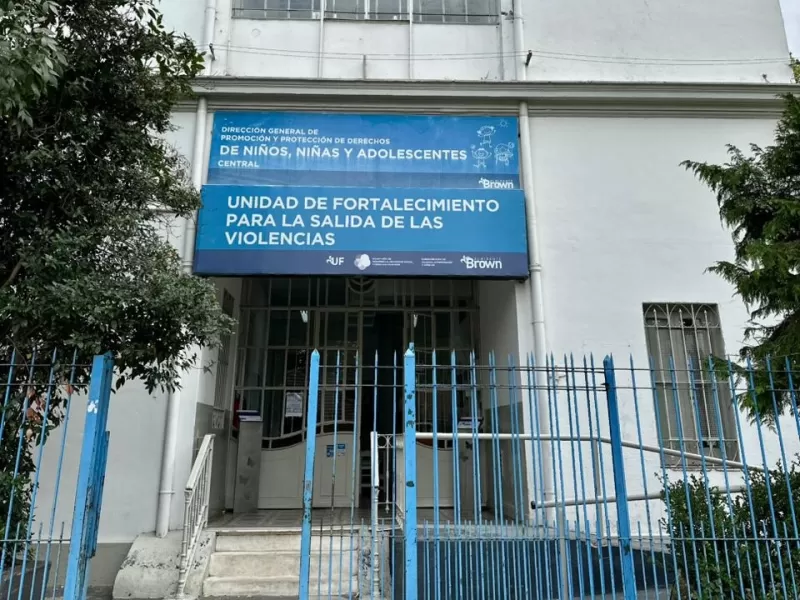 DIRECCIÓN GENERAL DE
PROMOCIÓN Y PROTECCIÓN DE DERECHOS
DE NIÑOS, NIÑAS Y ADOLESCENTES
CENTRAL
Brown
UNIDAD DE FORTALECIMIENTO
PARA LA SALIDA DE LAS
VIOLENCIAS
UF
Brown